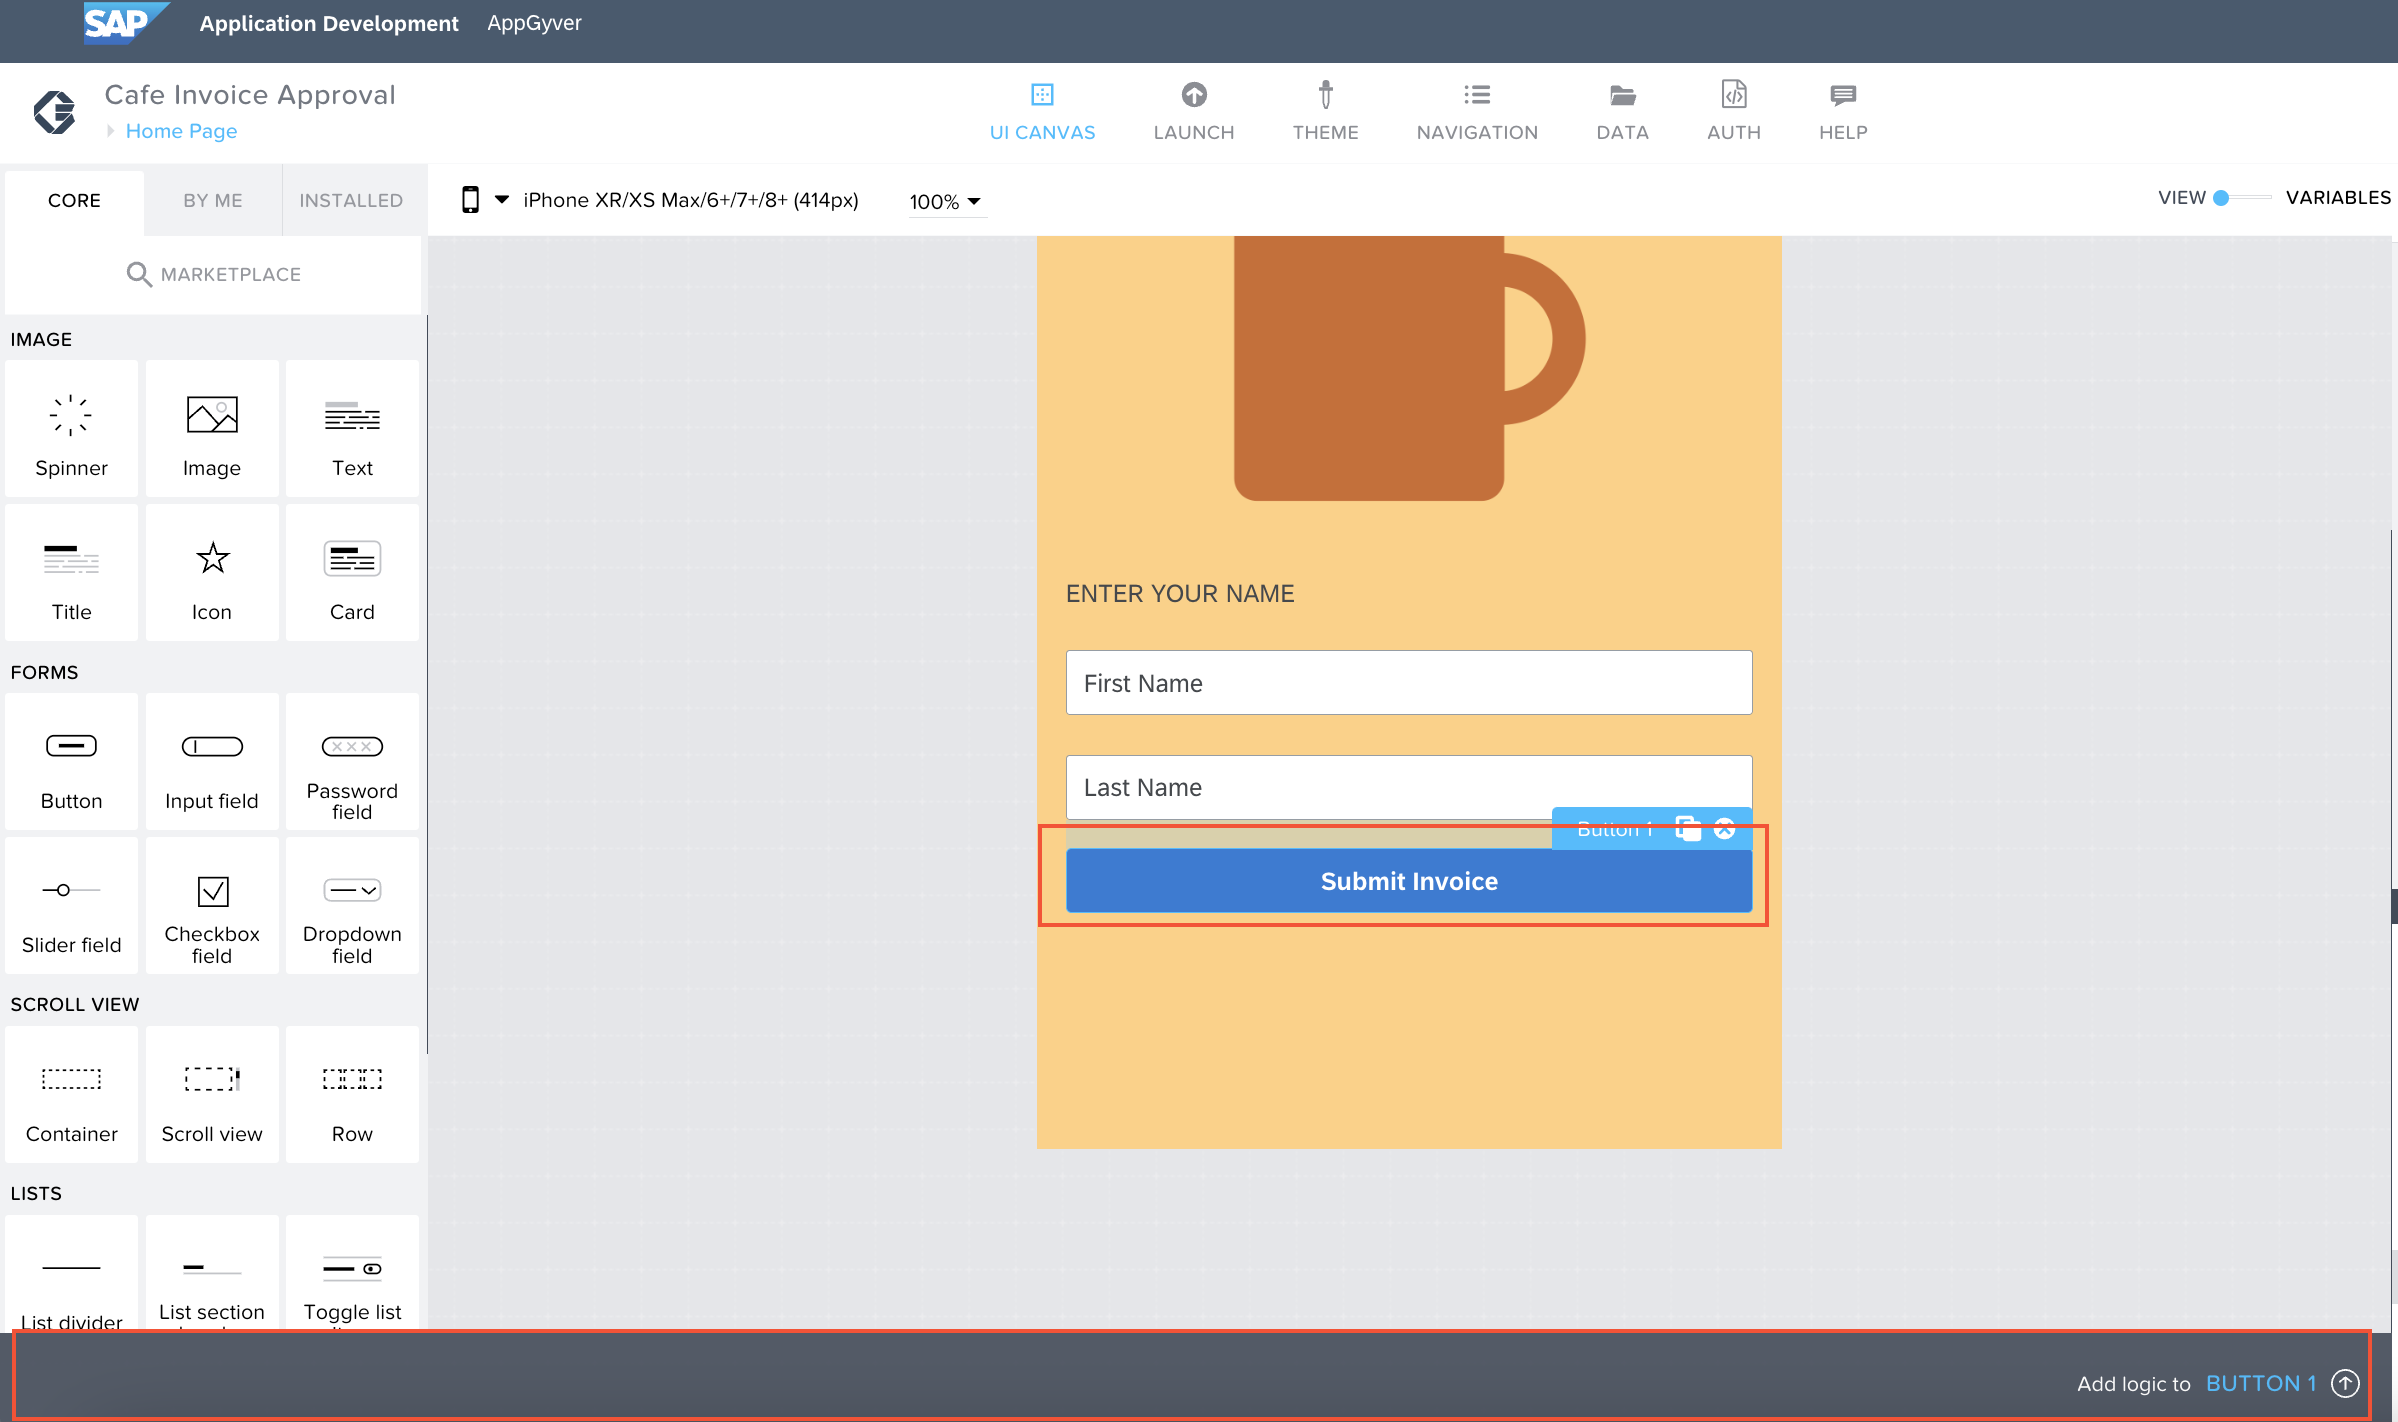 SAP Application Development AppGyver
Cafe Invoice Approval
Home Page
UI CANVAS
LAUNCH
THEME
NAVIGATION
DATA
AUTH
HELP
CORE
BY ME
INSTALLED
iPhone XR/XS Max/6+/7+/8+ (414px)
100%
VIEW
VARIABLES
MARKETPLACE
IMAGE
Spinner
Image
Text
Title
Icon
Card
FORMS
Button
Input field
Password
field
Slider field
Checkbox
field
Dropdown
field
SCROLL VIEW
Container
Scroll view
Row
LISTS
List divider
List section
Toggle list
ENTER YOUR NAME
First Name
Last Name
Button 1
Submit Invoice
Add logic to BUTTON 1